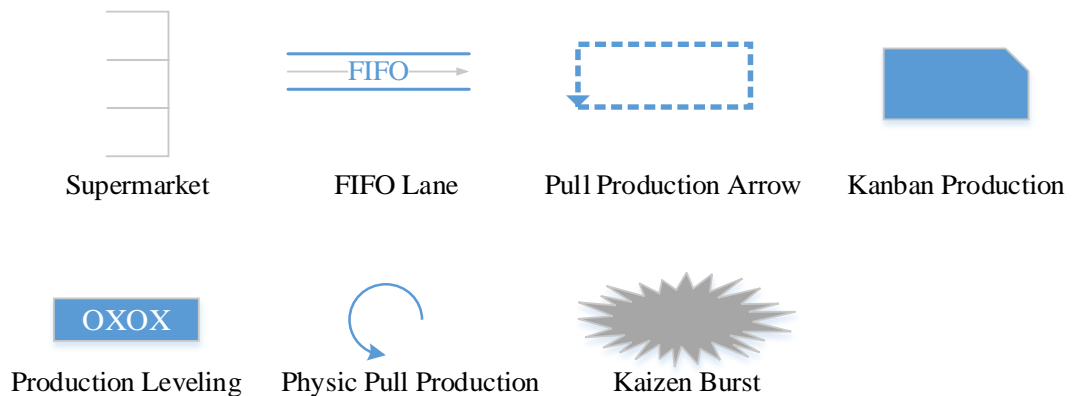 FIFO
Supermarket
FIFO Lane
Pull Production Arrow
Kanban Production
OXOX
Production Leveling
Physic Pull Production
Kaizen Burst